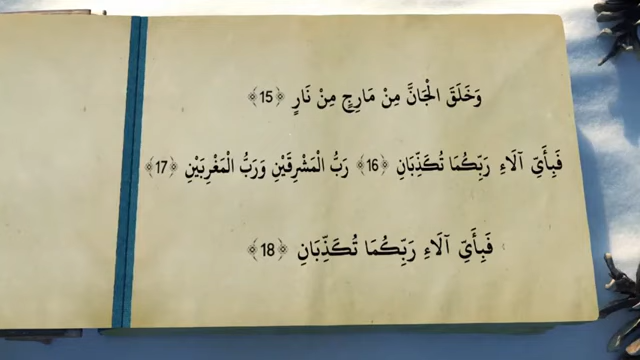 وَخَلَقَ الْجَانَّ مِنْ مَارِجٍ مِنْ نَارٍ ﴿15﴾
فَبِأَيِّ آلَاءِ رَبِّكُمَا تُكَذِّبَانِ ﴿16﴾ رَبُّ الْمَشْرِقَيْنِ وَرَبُّ الْمَغْرِبَيْنِ ﴿17﴾
فَبِأَيِّ آلَاءِ رَبِّكُمَا تُكَذِّبَانِ ﴿18﴾